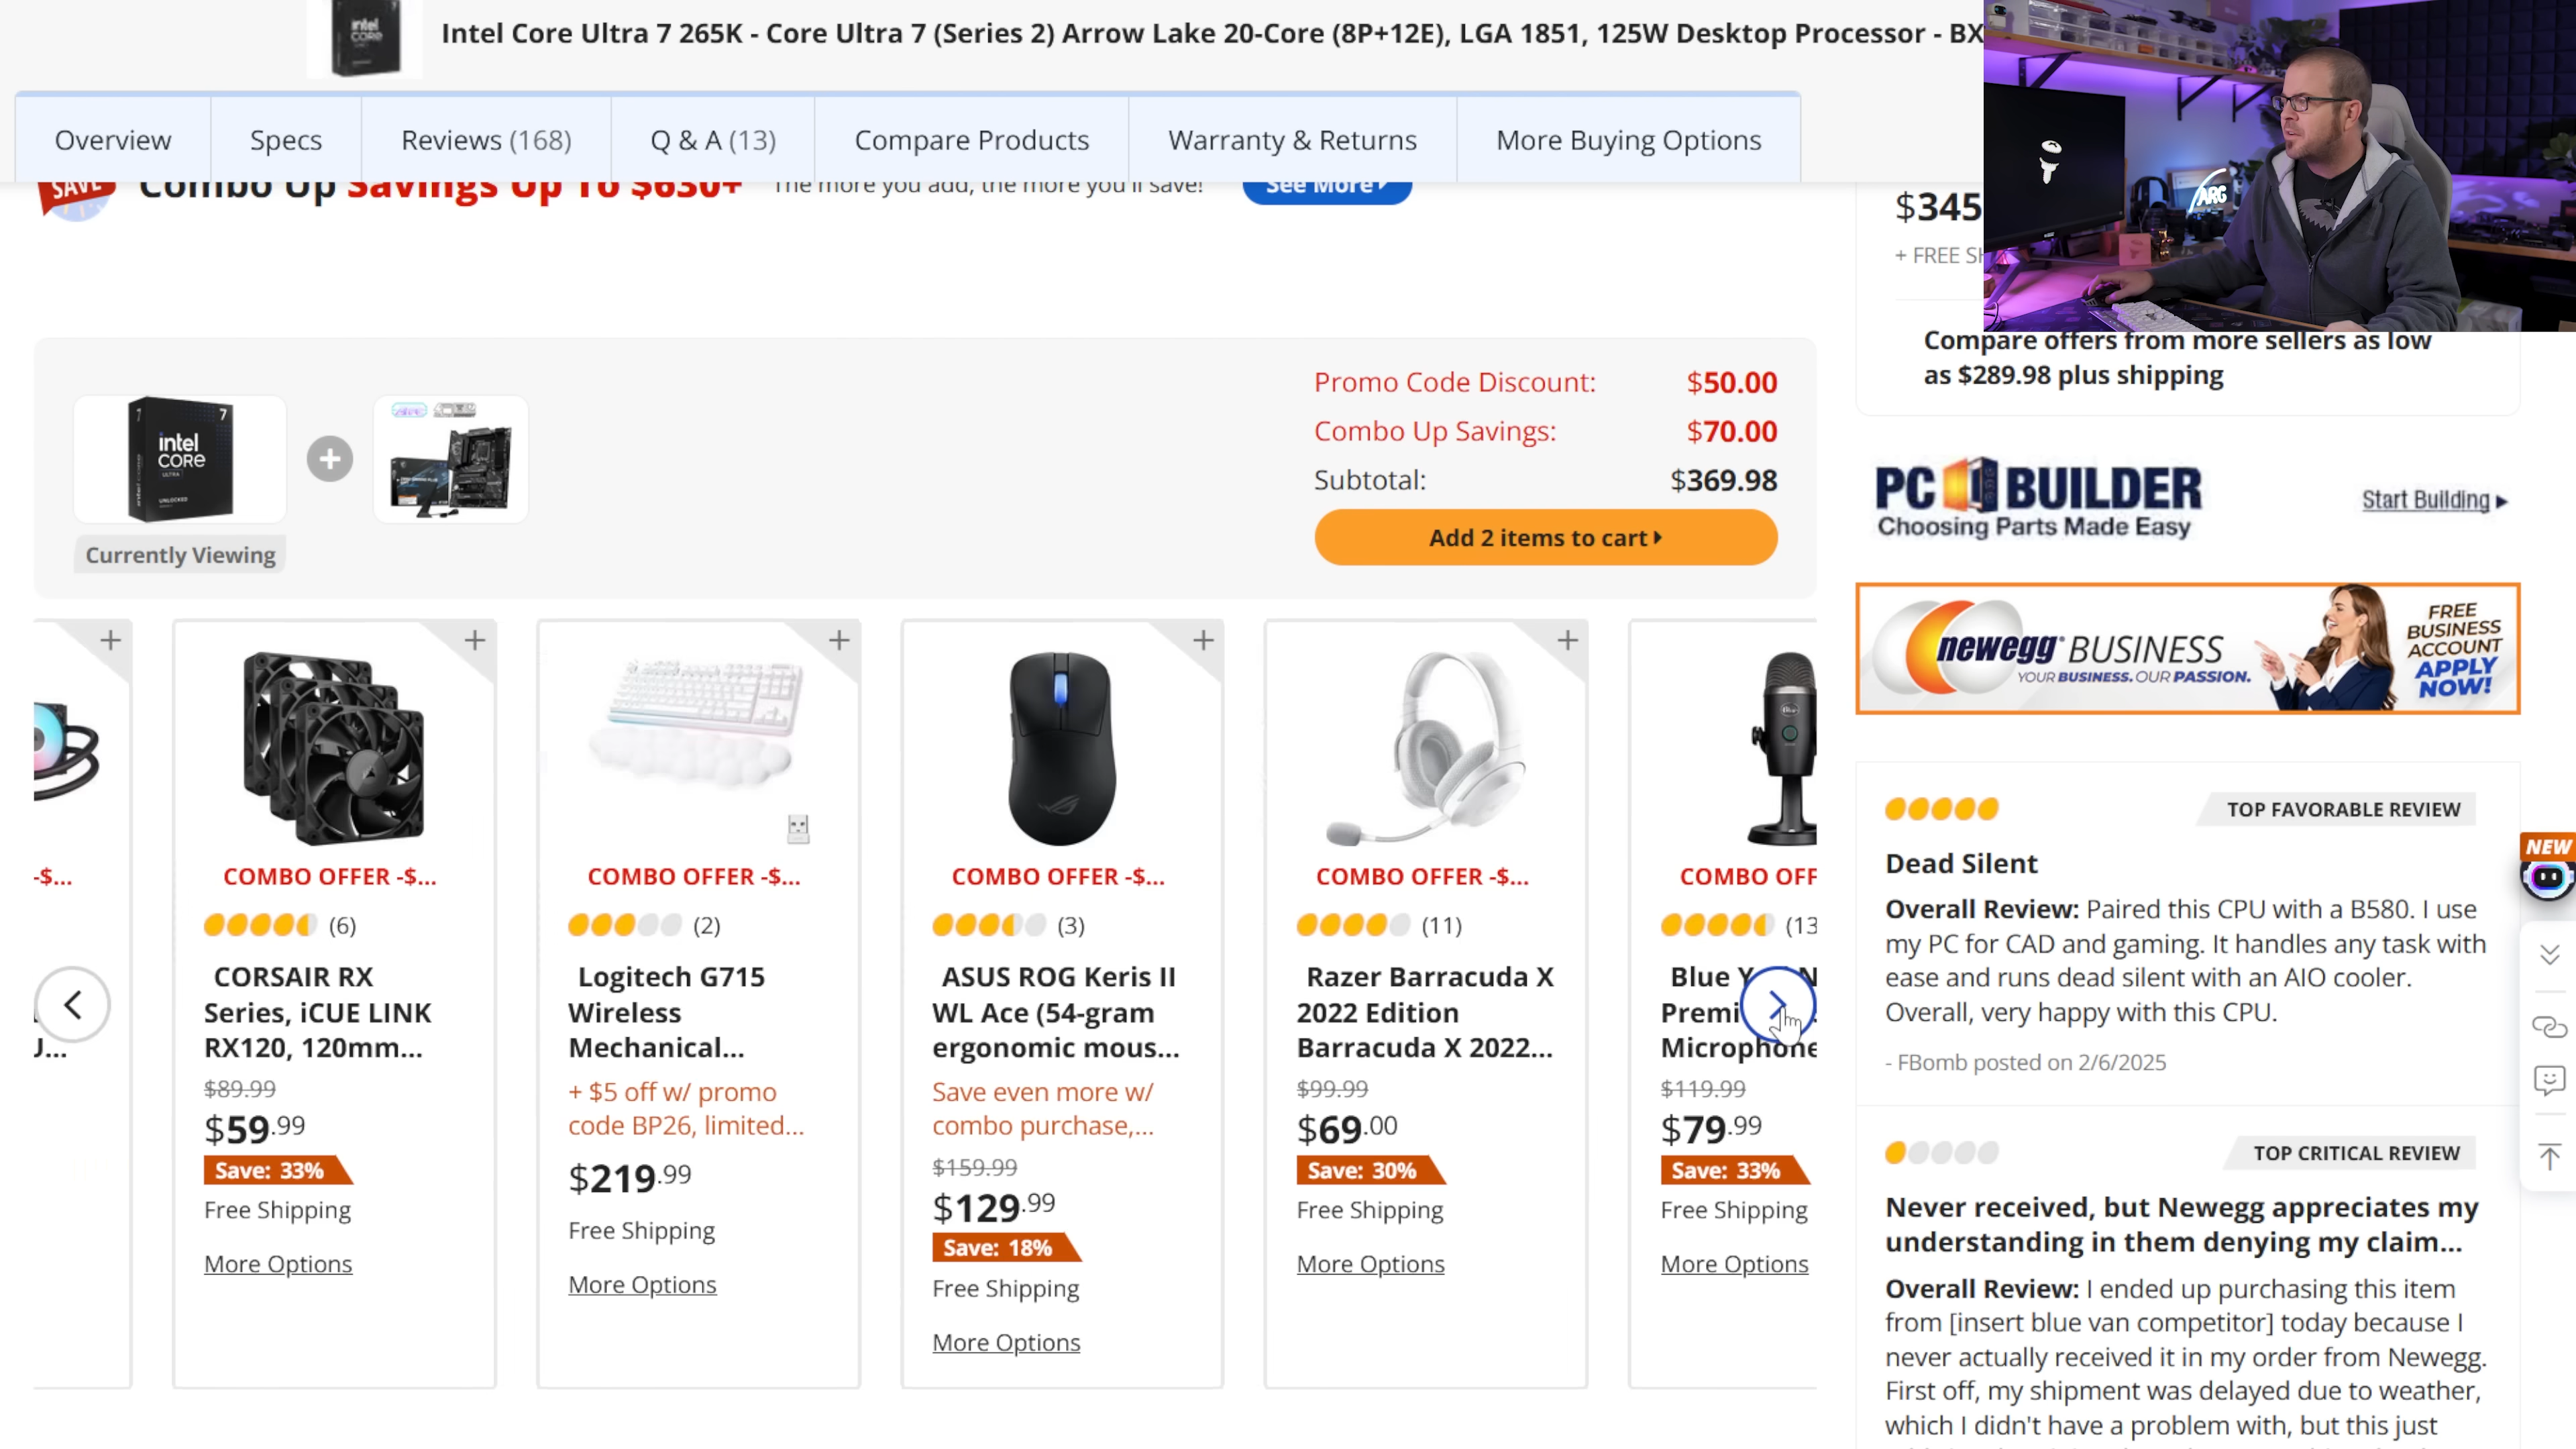 Intel Core Ultra 7 265K - Core Ultra 7 (Series 2) Arrow Lake 20-Core (8P+12E), LGA 1851, 125W Desktop Processor - BX
Overview
Specs
Reviews (168)
Q & A (13)
Compare Products
Warranty & Returns
More Buying Options
SAVE
Combo Up Savings Up To $630+
The more you add, the more you'll save!
See More
$345
+ FREE SH
Compare offers from more sellers as low
as $289.98 plus shipping
ARG
intel
CORE
ULTRA
7
UNLOCKED
Currently Viewing
Promo Code Discount: $50.00
Combo Up Savings: $70.00
Subtotal: $369.98
Add 2 items to cart
PC BUILDER
Choosing Parts Made Easy
Start Building
newegg BUSINESS
YOUR BUSINESS. OUR PASSION.
FREE
BUSINESS
ACCOUNT
APPLY
NOW!
-$...
COMBO OFFER -$...
(6)
CORSAIR RX
Series, iCUE LINK
RX120, 120mm...
$89.99
$59.99
Save: 33%
Free Shipping
More Options
COMBO OFFER -$...
(2)
Logitech G715
Wireless
Mechanical...
+ $5 off w/ promo
code BP26, limited...
$219.99
Free Shipping
More Options
COMBO OFFER -$...
(3)
ASUS ROG Keris II
WL Ace (54-gram
ergonomic mous...
Save even more w/
combo purchase,...
$159.99
$129.99
Save: 18%
Free Shipping
More Options
COMBO OFFER -$...
(11)
Razer Barracuda X
2022 Edition
Barracuda X 2022...
$99.99
$69.00
Save: 30%
Free Shipping
More Options
COMBO OFF
(13
Blue Y
Premi
Microphone
$119.99
$79.99
Save: 33%
Free Shipping
More Options
TOP FAVORABLE REVIEW
Dead Silent
Overall Review: Paired this CPU with a B580. I use
my PC for CAD and gaming. It handles any task with
ease and runs dead silent with an AIO cooler.
Overall, very happy with this CPU.
- FBomb posted on 2/6/2025
NEW
TOP CRITICAL REVIEW
Never received, but Newegg appreciates my
understanding in them denying my claim...
Overall Review: I ended up purchasing this item
from [insert blue van competitor] today because I
never actually received it in my order from Newegg.
First off, my shipment was delayed due to weather,
which I didn't have a problem with, but this just